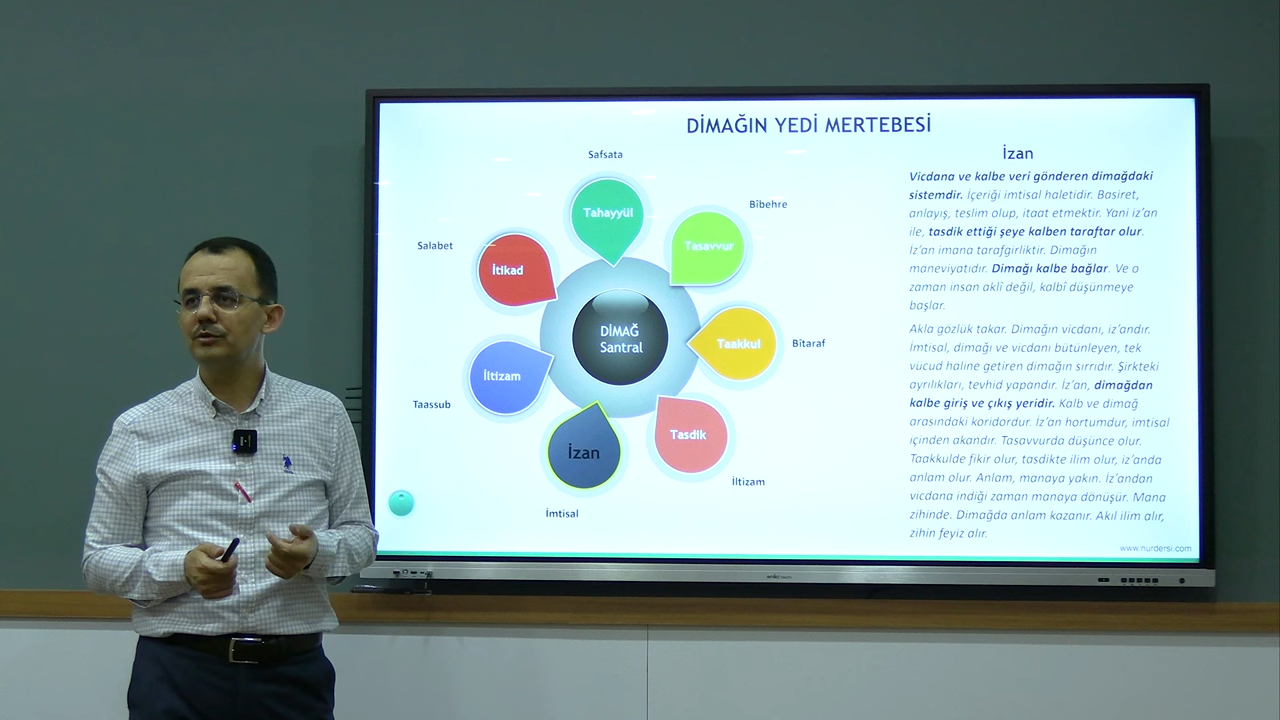 DİMAĞIN YEDİ MERTEBESİ
Safsata
Tahayyül
Bîbehre
Tasavvur
Salabet
İtikad
DİMAĞ
Santral
Taakkul
Bîtaraf
İltizam
Taassub
Tasdik
İltizam
İzan
İmtisal
İzan
Vicdana ve kalbe veri gönderen dimağdaki
sistemdir. İçeriği imtisal haletidir. Basiret,
anlayış, teslim olup, itaat etmektir. Yani iz’an
ile, tasdik ettiği şeye kalben taraftar olur.
İz’an imana tarafgirliktir. Dimağın
maneviyatıdır. Dimağı kalbe bağlar. Ve o
zaman insan aklî değil, kalbî düşünmeye
başlar.
Akla gözlük takar. Dimağın vicdanı, iz’andır.
İmtisal, dimağı ve vicdanı bütünleyen, tek
vücud haline getiren dimağın sırrıdır. Şirkteki
ayrılıkları, tevhid yapandır. İz’an, dimağdan
kalbe giriş ve çıkış yeridir. Kalb ve dimağ
arasındaki koridordur. İz’an hortumdur, imtisal
içinden akandır. Tasavvurda düşünce olur.
Taakkulde fikir olur, tasdikte ilim olur, iz’anda
anlam olur. Anlam, manaya yakın. İz’andan
vicdana indiği zaman manaya dönüşür. Mana
zihinde. Dimağda anlam kazanır. Akıl ilim alır,
zihin feyiz alır.
www.nurdersi.com